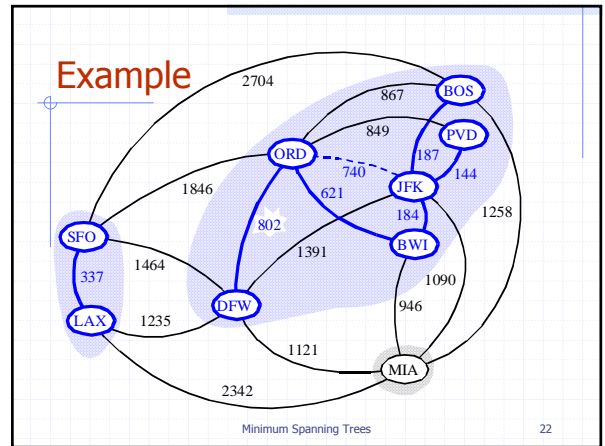 Example
2704
867
BOS
849
PVD
ORD
187
740
144
1846
JFK
621
184
1258
802
SFO
1391
BWI
1464
1090
337
946
DFW
LAX
1235
1121
MIA
2342
Minimum Spanning Trees
22